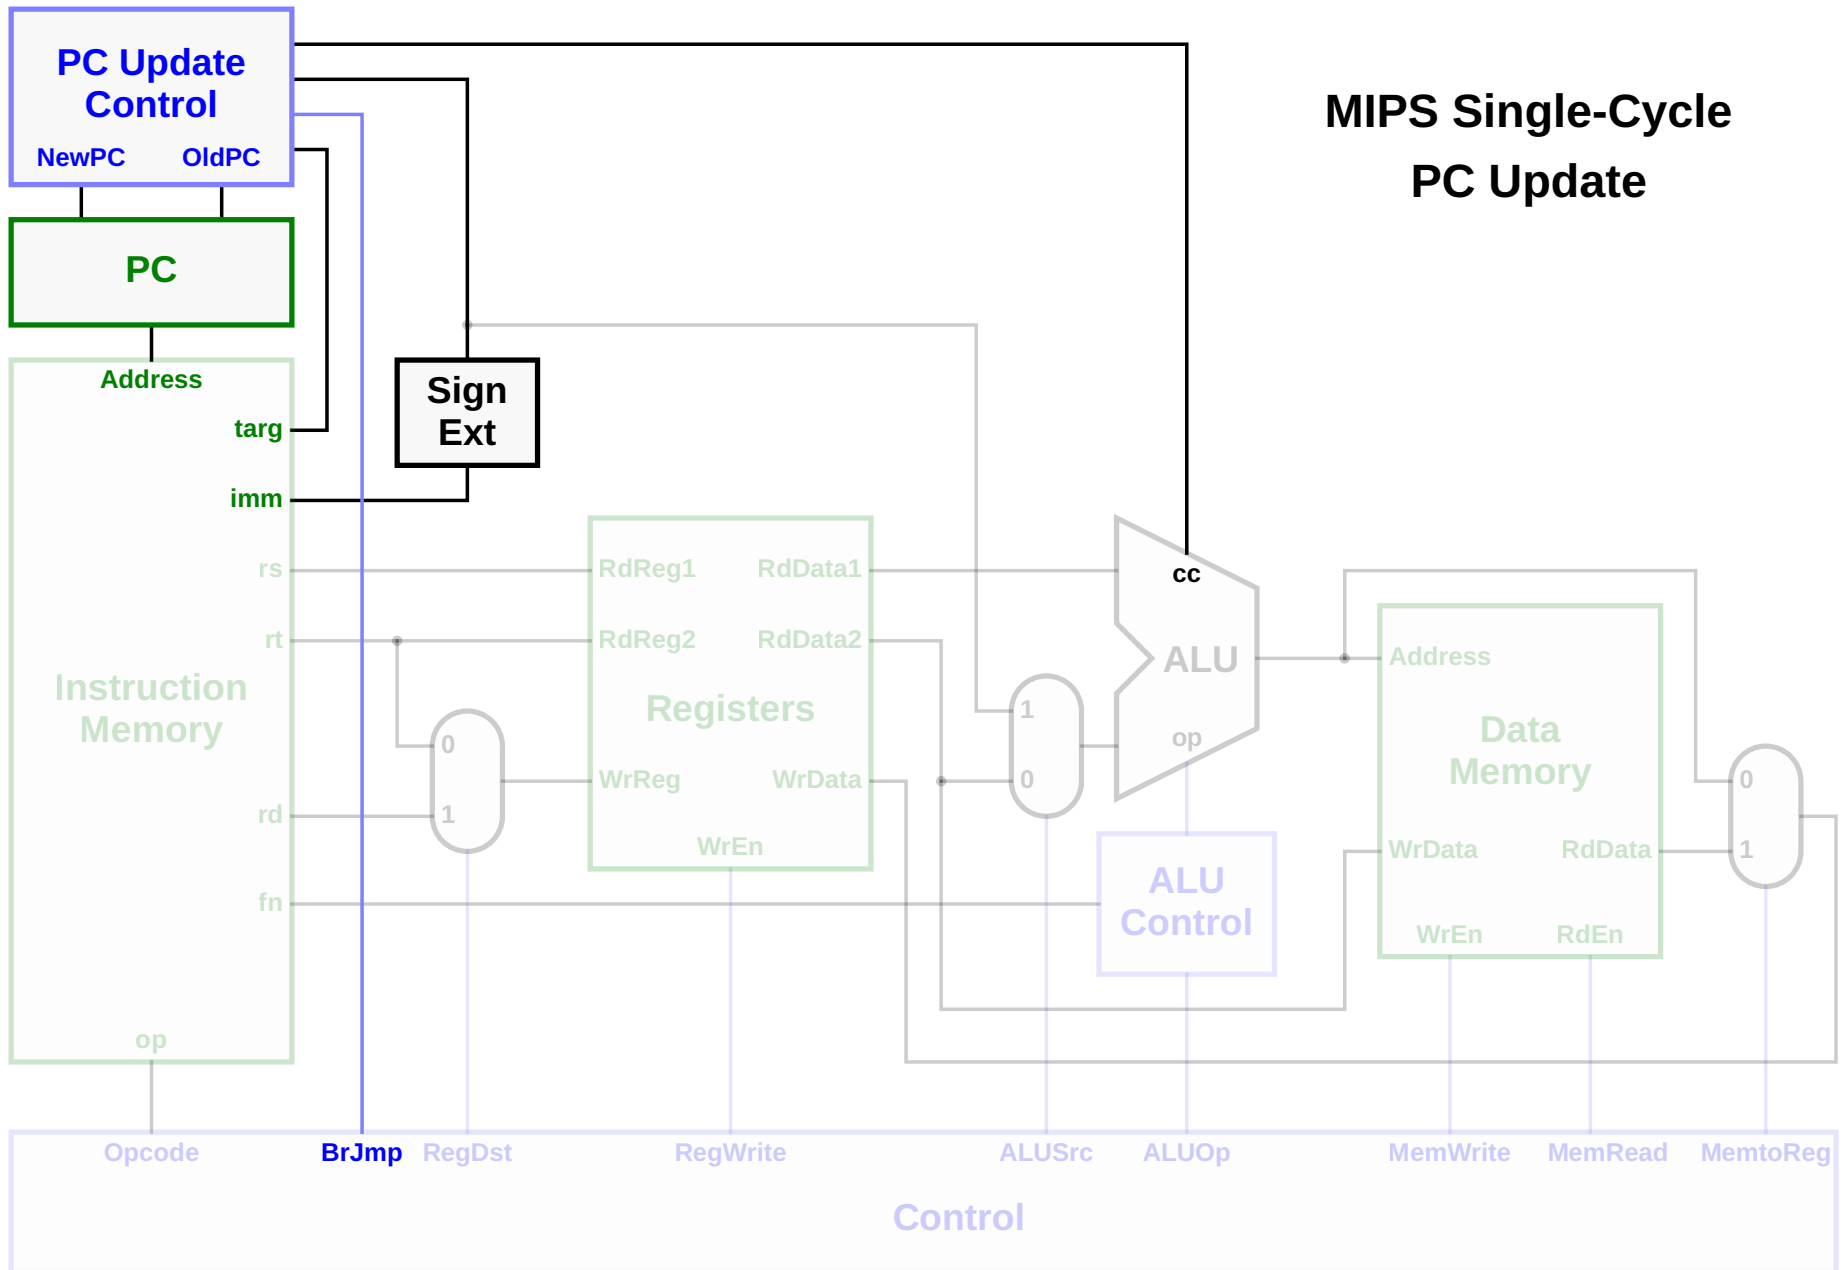 PC Update
Control
NewPC OldPC
MIPS Single-Cycle
PC Update
PC
Address
targ
imm
rs
rt
Instruction
Memory
rd
fn
op
Sign
Ext
0
1
RdReg1 RdData1
RdReg2 RdData2
Registers
WrReg WrData
WrEn
1
0
cc
ALU
op
ALU
Control
Address
Data
Memory
WrData RdData
WrEn RdEn
0
1
Opcode BrJmp RegDst RegWrite ALUSrc ALUOp MemWrite MemRead MemtoReg
Control